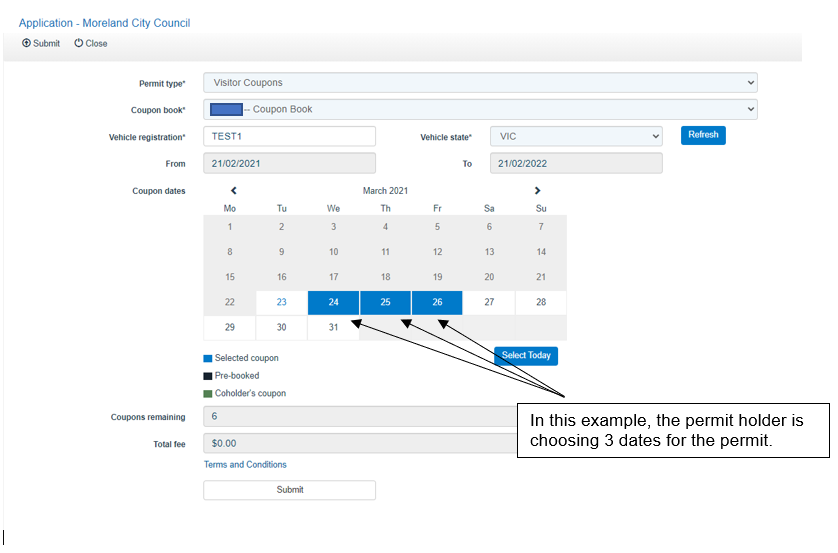 Application - Moreland City Council
Submit Close
Permit type* Visitor Coupons
Coupon book* -- Coupon Book
Vehicle registration* TEST1 Vehicle state* VIC Refresh
From 21/02/2021 To 21/02/2022
Coupon dates March 2021
Mo Tu We Th Fr Sa Su
1 2 3 4 5 6 7
8 9 10 11 12 13 14
15 16 17 18 19 20 21
22 23 24 25 26 27 28
29 30 31
Selected coupon Select Today
Pre-booked
Coholder's coupon
Coupons remaining 6
Total fee $0.00
In this example, the permit holder is
choosing 3 dates for the permit.
Terms and Conditions
Submit